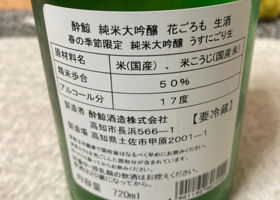 酔鯨 純米大吟醸 花ごろも 生酒
春の季節限定 純米大吟醸 うすにごり生
原材料名 米(国産)、米こうじ(国産米)
精米歩合 50%
アルコール分 17度
製造者 酔鯨酒造株式会社
高知市長浜566−1 【要冷蔵】
製造場
高知県土佐市甲原2001−1
720ml